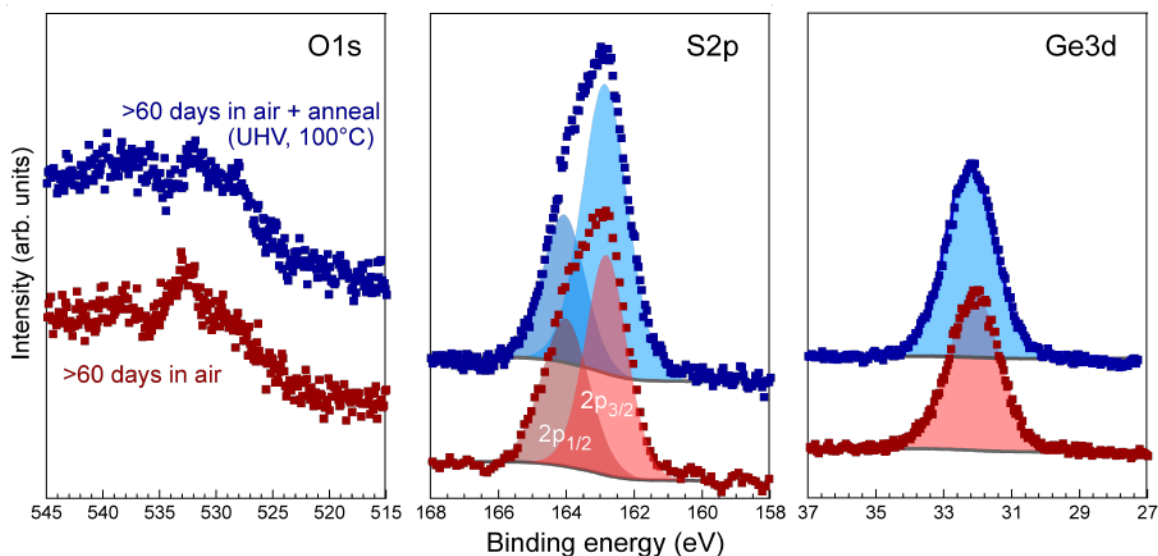 O1s
S2p
Ge3d
>60 days in air + anneal
(UHV, 100°C)
>60 days in air
2p3/2
2p1/2
Intensity (arb. units)
545 540 535 530 525 520 515
168 166 164 162 160 158
37 35 33 31 29 27
Binding energy (eV)